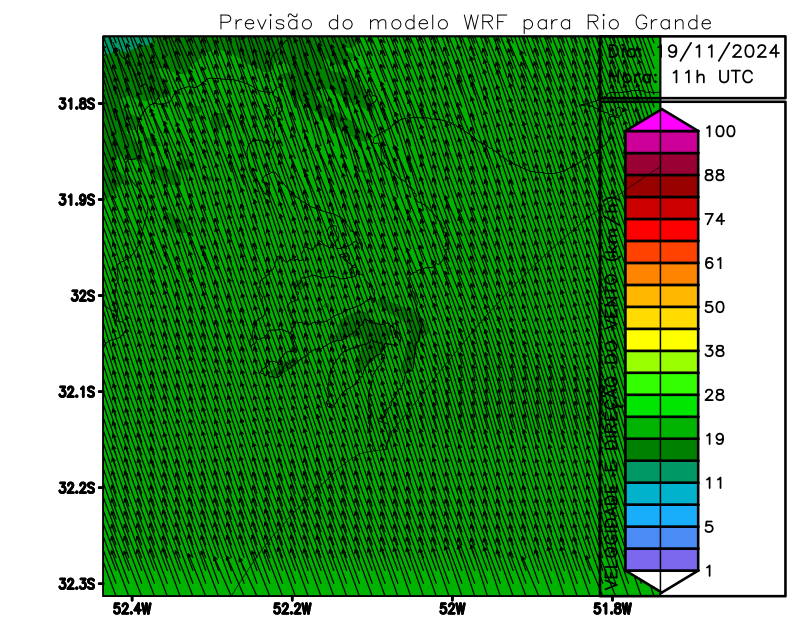 Previsão do modelo WRF para Rio Grande
Dia: 19/11/2024
Hora: 11h UTC
31.8S
31.9S
32S
32.1S
32.2S
32.3S
52.4W
52.2W
52W
51.8W
VELOCIDADE E DIREÇÃO DO VENTO (km/h)
100
88
74
61
50
38
28
19
11
5
1